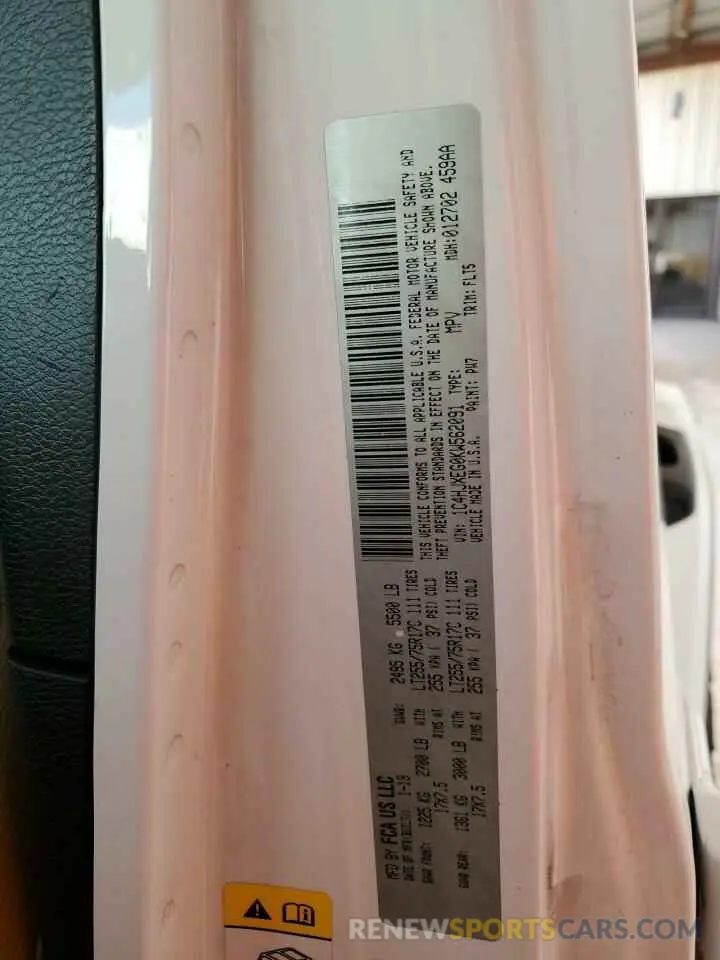 MFD BY FCA US LLC
DATE OF MFR/BUILT: 1-19 GVWR: 2495 KG 5500 LB
GAWR FRONT: 1225 KG 2700 LB WITH LT255/75R17C 111 TIRES
17X7.5 RIMS AT 255 KPA ( 37 PSI) COLD
GAWR REAR: 1361 KG 3000 LB WITH LT255/75R17C 111 TIRES
17X7.5 RIMS AT 255 KPA ( 37 PSI) COLD
THIS VEHICLE CONFORMS TO ALL APPLICABLE U.S.A. FEDERAL MOTOR VEHICLE SAFETY AND
THEFT PREVENTION STANDARDS IN EFFECT ON THE DATE OF MANUFACTURE SHOWN ABOVE.
VIN: 1C4HJXEG0KW562091 TYPE: MPV MDH:012702 459AA
VEHICLE MADE IN U.S.A. PAINT: PW7 TRIM: FLT5
RENEWSPORTSCARS.COM